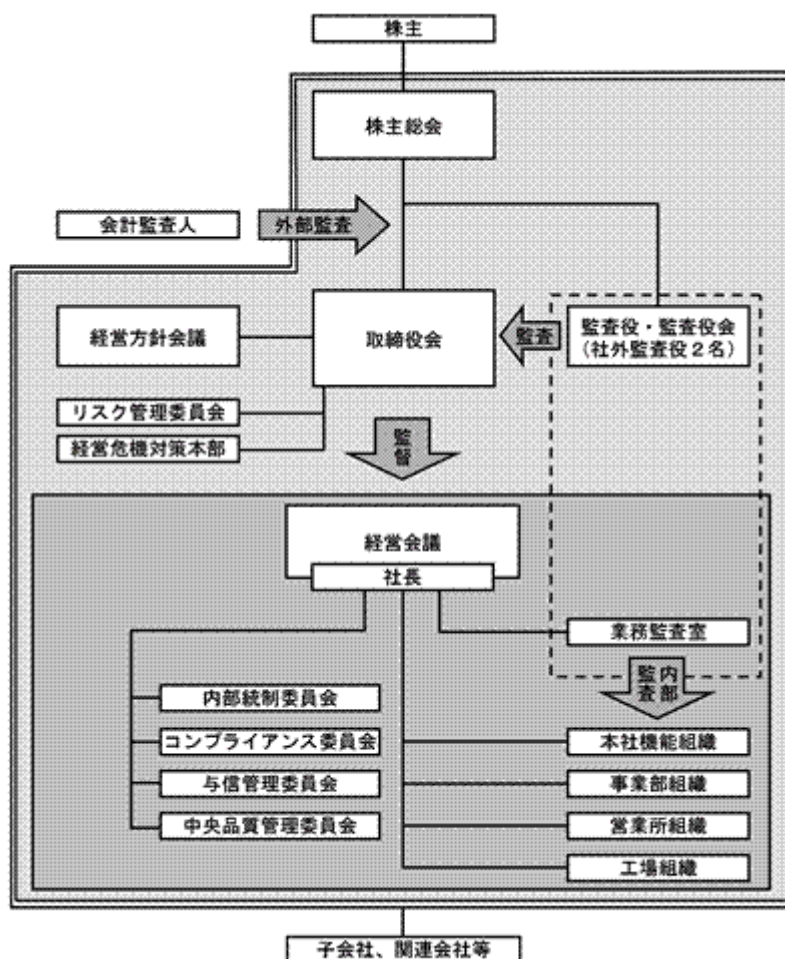 株主
株主総会
会計監査人
外部監査
経営方針会議
取締役会
監査
監査役・監査役会
(社外監査役2名)
リスク管理委員会
経営危機対策本部
監督
経営会議
社長
業務監査室
内部監査
内部統制委員会
コンプライアンス委員会
本社機能組織
与信管理委員会
事業部組織
中央品質管理委員会
営業所組織
工場組織
子会社、関連会社等